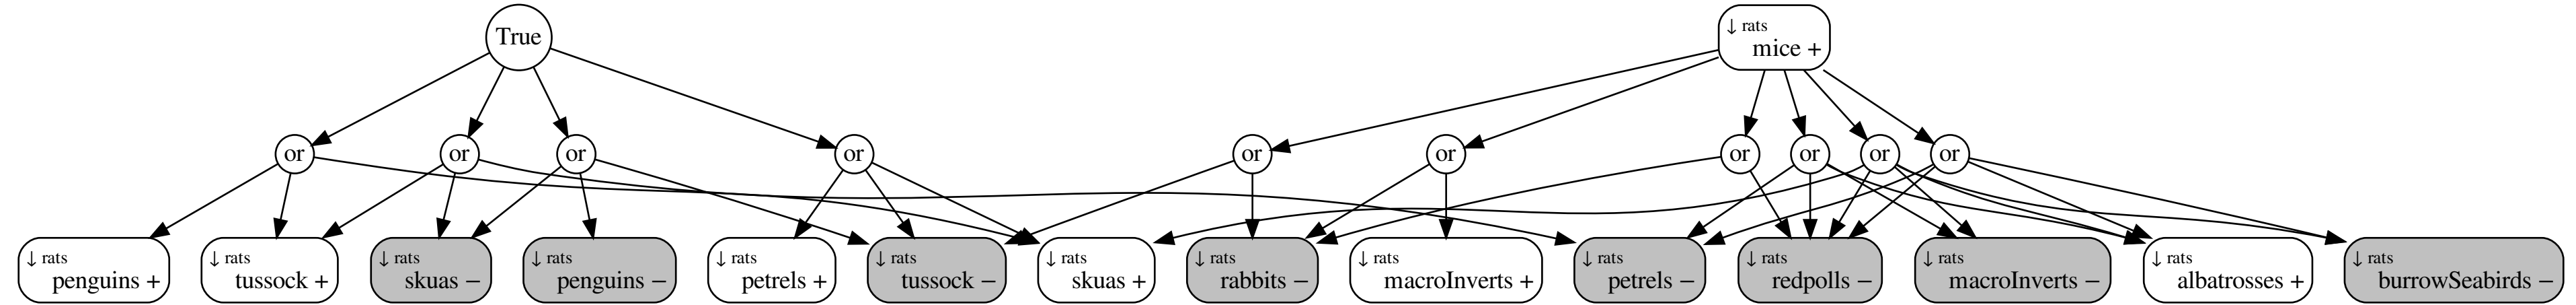 True
↓ rats
mice +
or
or
or
or
or
or
or
or
or
or
↓ rats
penguins +
↓ rats
tussock +
↓ rats
skuas −
↓ rats
penguins −
↓ rats
petrels +
↓ rats
tussock −
↓ rats
skuas +
↓ rats
rabbits −
↓ rats
macroInverts +
↓ rats
petrels −
↓ rats
redpolls −
↓ rats
macroInverts −
↓ rats
albatrosses +
↓ rats
burrowSeabirds −